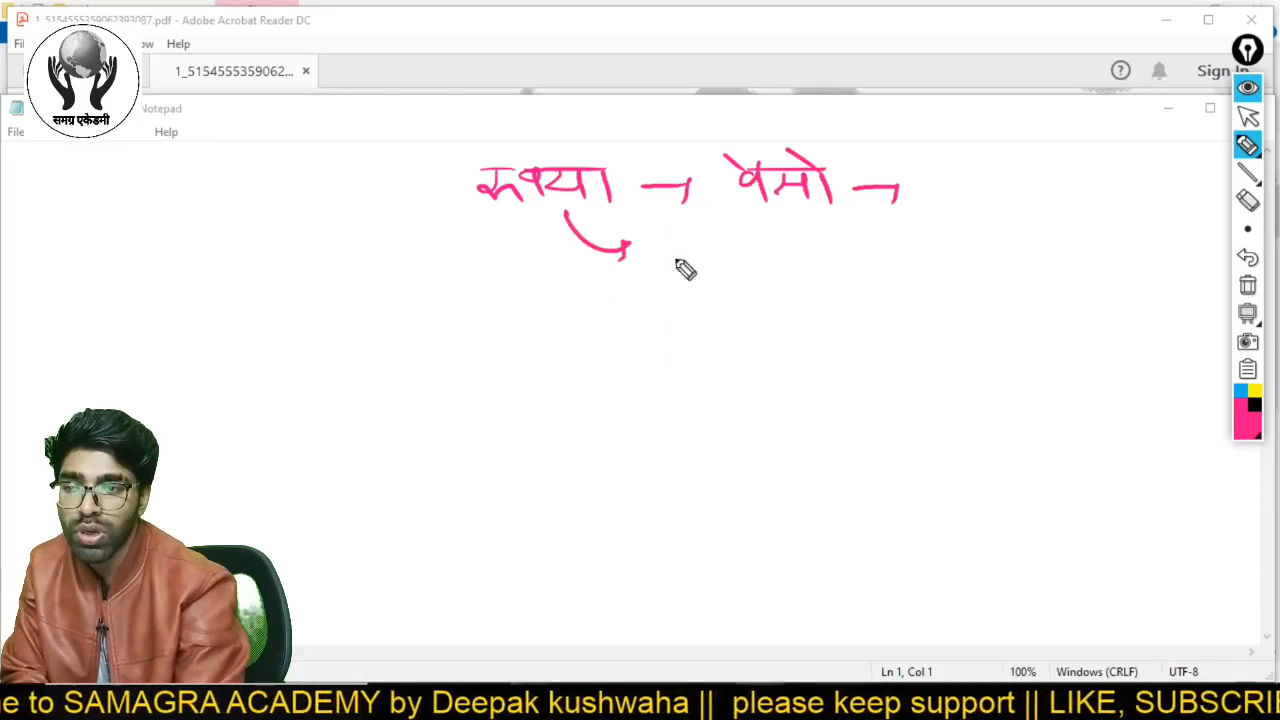 1_5154555359062393087.pdf - Adobe Acrobat Reader DC
ow Help
1_5154555359062... × Sign In
समग्र एकेडमी
Notepad
File Help
रूपया → पैसो →
Ln 1, Col 1 100% Windows (CRLF) UTF-8
e to SAMAGRA ACADEMY by Deepak kushwaha || please keep support || LIKE, SUBSCRI